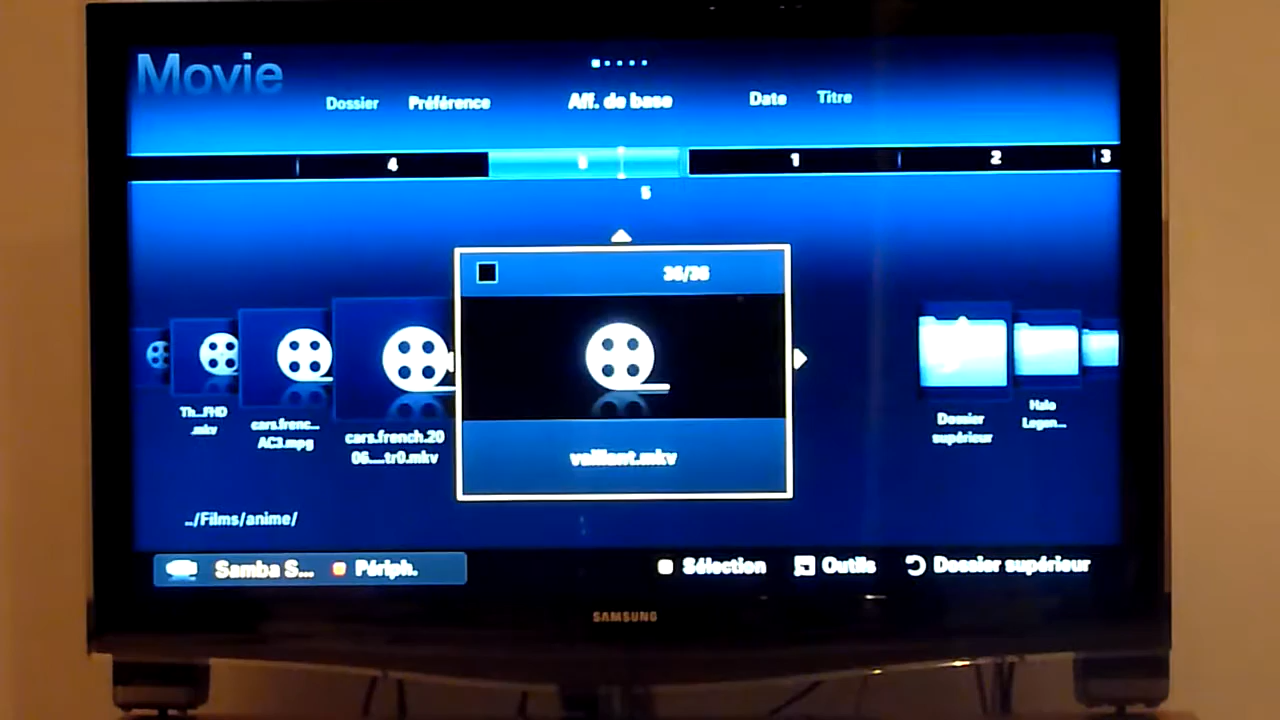 Movie
Dossier Préférence Aff. de base Date Titre
4 1 2 3
5
36/36
Th...FHD
.mkv
cars.frenc...
AC3.mpg
cars.french.20
06....tr0.mkv
vaillant.mkv
Dossier
supérieur
Halo
Legen...
../Films/anime/
Samba S... Périph.
Sélection Outils Dossier supérieur
SAMSUNG